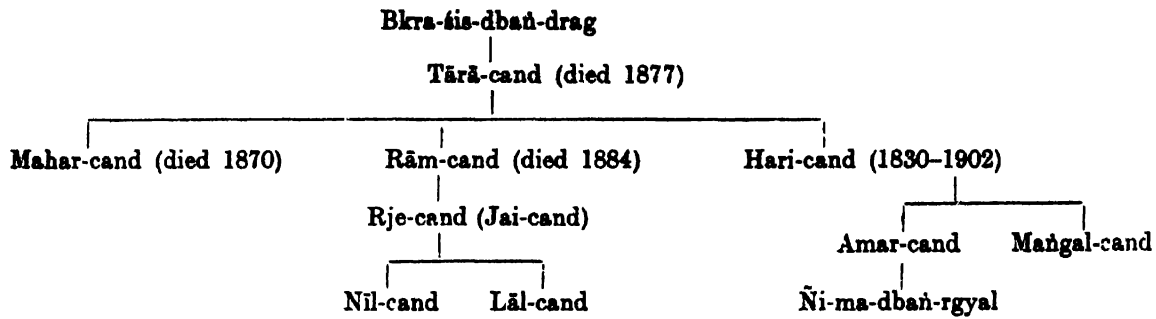 Bkra-śis-dbaṅ-drag
Tārā-cand (died 1877)
Mahar-cand (died 1870) Rām-cand (died 1884) Hari-cand (1830–1902)
Rje-cand (Jai-cand)
Amar-cand Maṅgal-cand
Nīl-cand Lāl-cand Ñi-ma-dbaṅ-rgyal